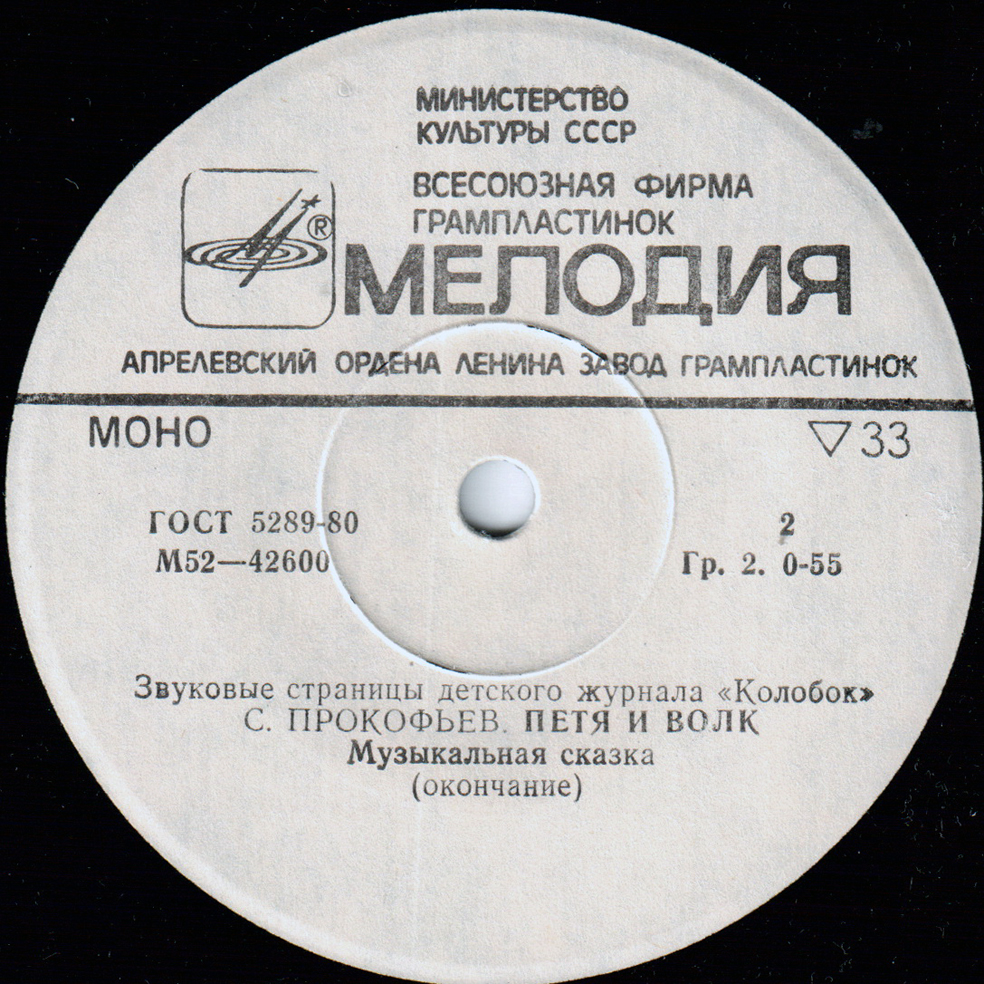 МИНИСТЕРСТВО
КУЛЬТУРЫ СССР
ВСЕСОЮЗНАЯ ФИРМА
ГРАМПЛАСТИНОК
®
МЕЛОДИЯ
АПРЕЛЕВСКИЙ ОРДЕНА ЛЕНИНА ЗАВОД ГРАМПЛАСТИНОК
МОНО ▽33
ГОСТ 5289-80 2
М52—42600 Гр. 2. 0-55
Звуковые страницы детского журнала «Колобок»
С. ПРОКОФЬЕВ. ПЕТЯ И ВОЛК
Музыкальная сказка
(окончание)